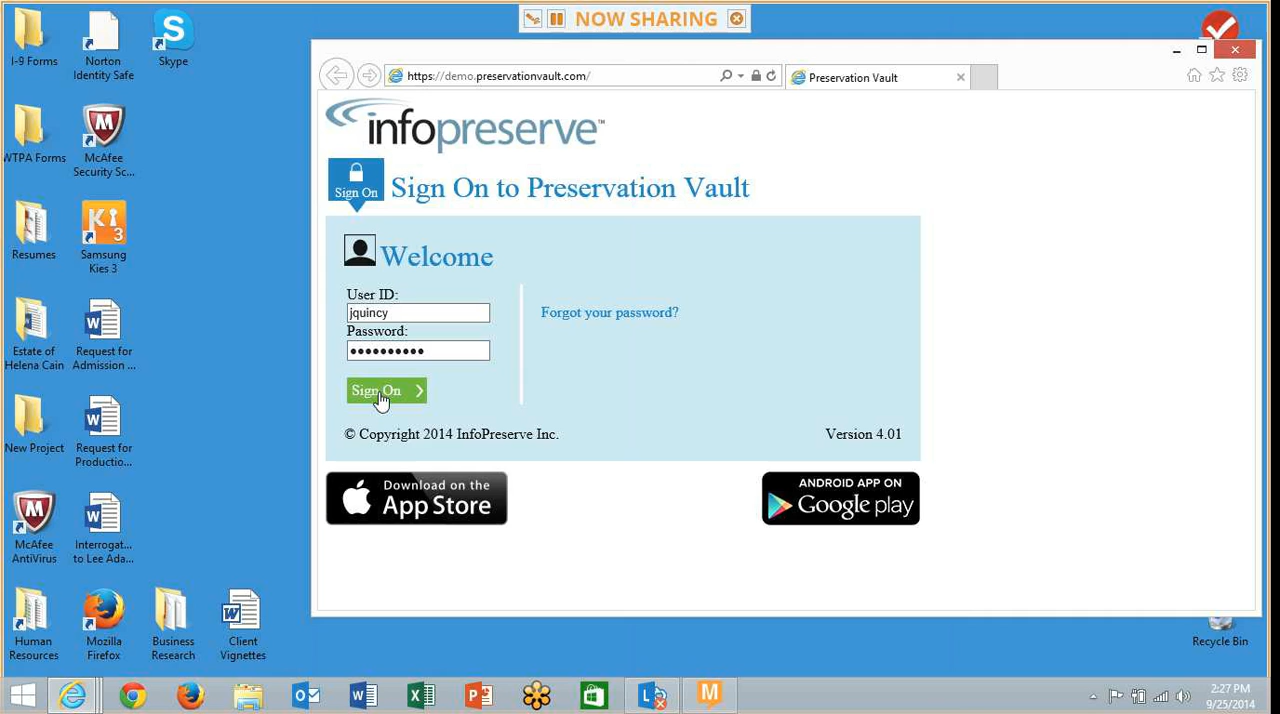 NOW SHARING
I-9 Forms
Norton
Identity Safe
Skype
https://demo.preservationvault.com/
Preservation Vault
infopreserve™
Sign On
Sign On to Preservation Vault
WTPA Forms
McAfee
Security Sc...
Welcome
User ID:
jquincy
Forgot your password?
Password:
Sign On
© Copyright 2014 InfoPreserve Inc.
Version 4.01
Download on the
App Store
ANDROID APP ON
Google play
Ki
3
Resumes
Samsung
Kies 3
Estate of
Helena Cain
Request for
Admission ...
New Project
Request for
Productio...
McAfee
AntiVirus
Interrogat...
to Lee Ada...
Human
Resources
Mozilla
Firefox
Business
Research
Client
Vignettes
Recycle Bin
2:27 PM
9/25/2014